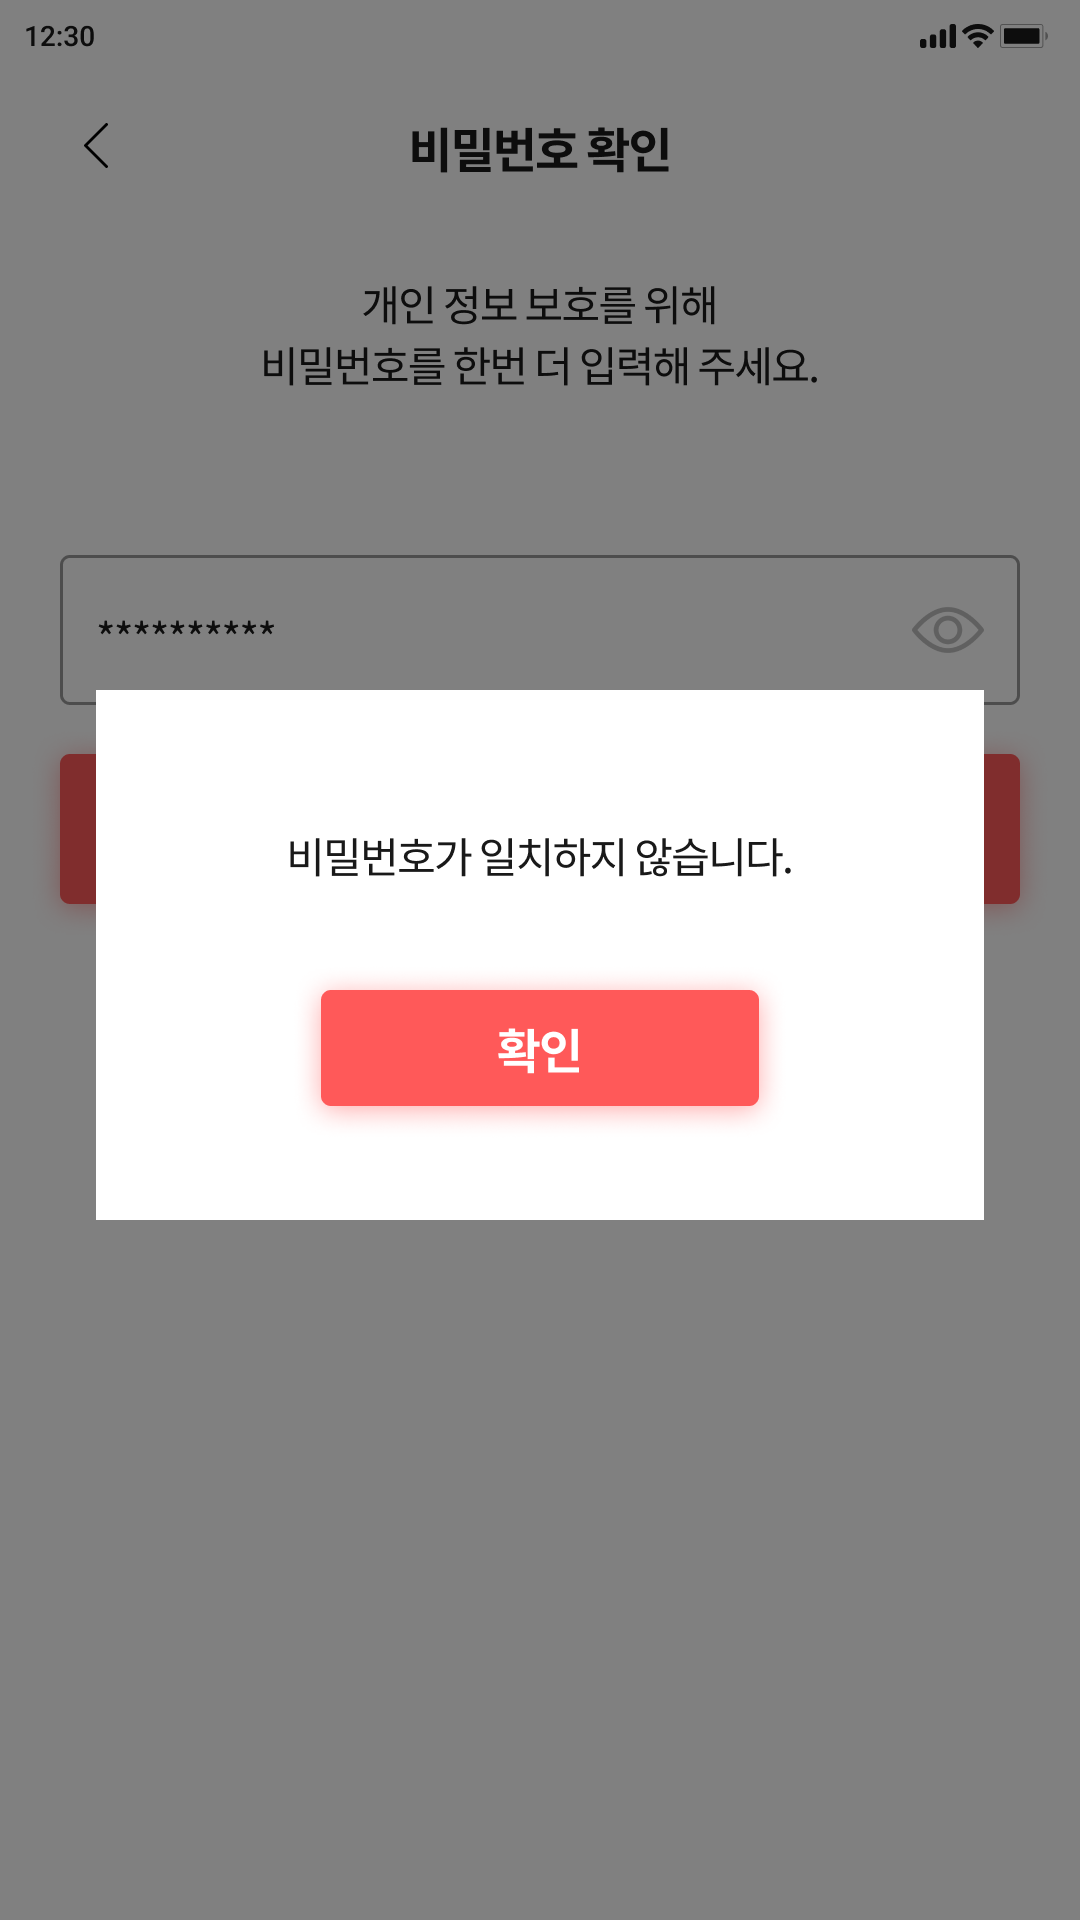 12:30
비밀번호 확인
개인 정보 보호를 위해
비밀번호를 한번 더 입력해 주세요.
**********
비밀번호가 일치하지 않습니다.
확인